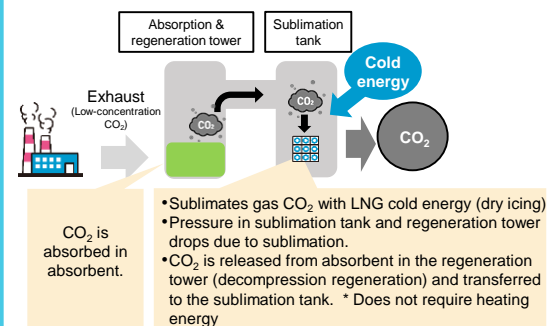 Absorption &
regeneration tower
Sublimation
tank
Cold
energy
Exhaust
(Low-concentration
CO₂)
CO₂
CO₂
CO₂
CO₂ is
absorbed in
absorbent.
•Sublimates gas CO₂ with LNG cold energy (dry icing)
•Pressure in sublimation tank and regeneration tower
drops due to sublimation.
•CO₂ is released from absorbent in the regeneration
tower (decompression regeneration) and transferred
to the sublimation tank. * Does not require heating
energy